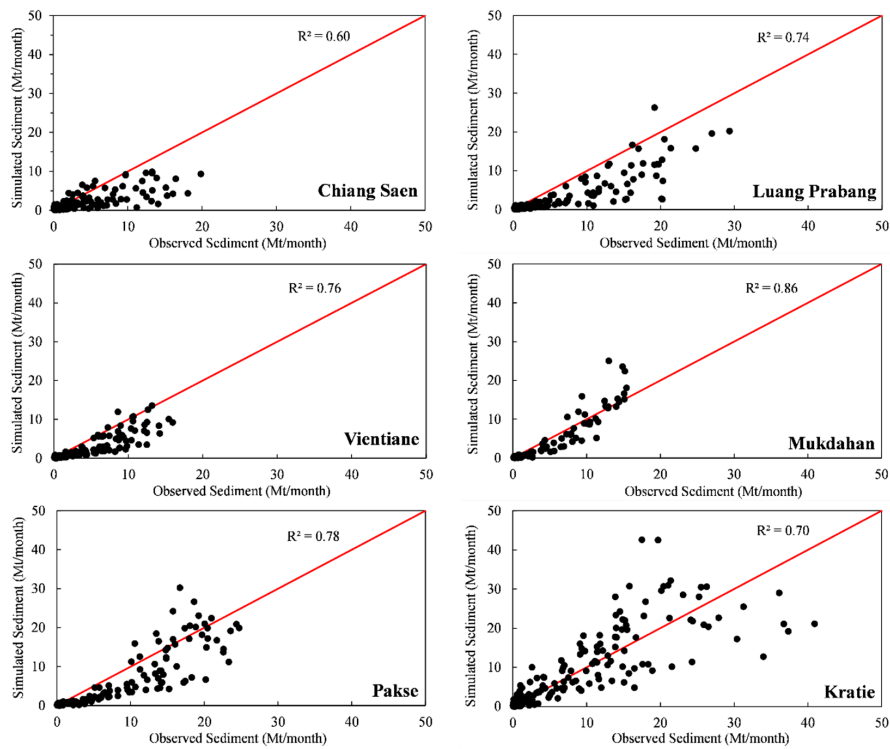 50
40
30
20
10
0
Simulated Sediment (Mt/month)
R² = 0.60
Chiang Saen
0 10 20 30 40 50
Observed Sediment (Mt/month)
50
40
30
20
10
0
Simulated Sediment (Mt/month)
R² = 0.74
Luang Prabang
0 10 20 30 40 50
Observed Sediment (Mt/month)
50
40
30
20
10
0
Simulated Sediment (Mt/month)
R² = 0.76
Vientiane
0 10 20 30 40 50
Observed Sediment (Mt/month)
50
40
30
20
10
0
Simulated Sediment (Mt/month)
R² = 0.86
Mukdahan
0 10 20 30 40 50
Observed Sediment (Mt/month)
50
40
30
20
10
0
Simulated Sediment (Mt/month)
R² = 0.78
Pakse
0 10 20 30 40 50
Observed Sediment (Mt/month)
50
40
30
20
10
0
Simulated Sediment (Mt/month)
R² = 0.70
Kratie
0 10 20 30 40 50
Observed Sediment (Mt/month)